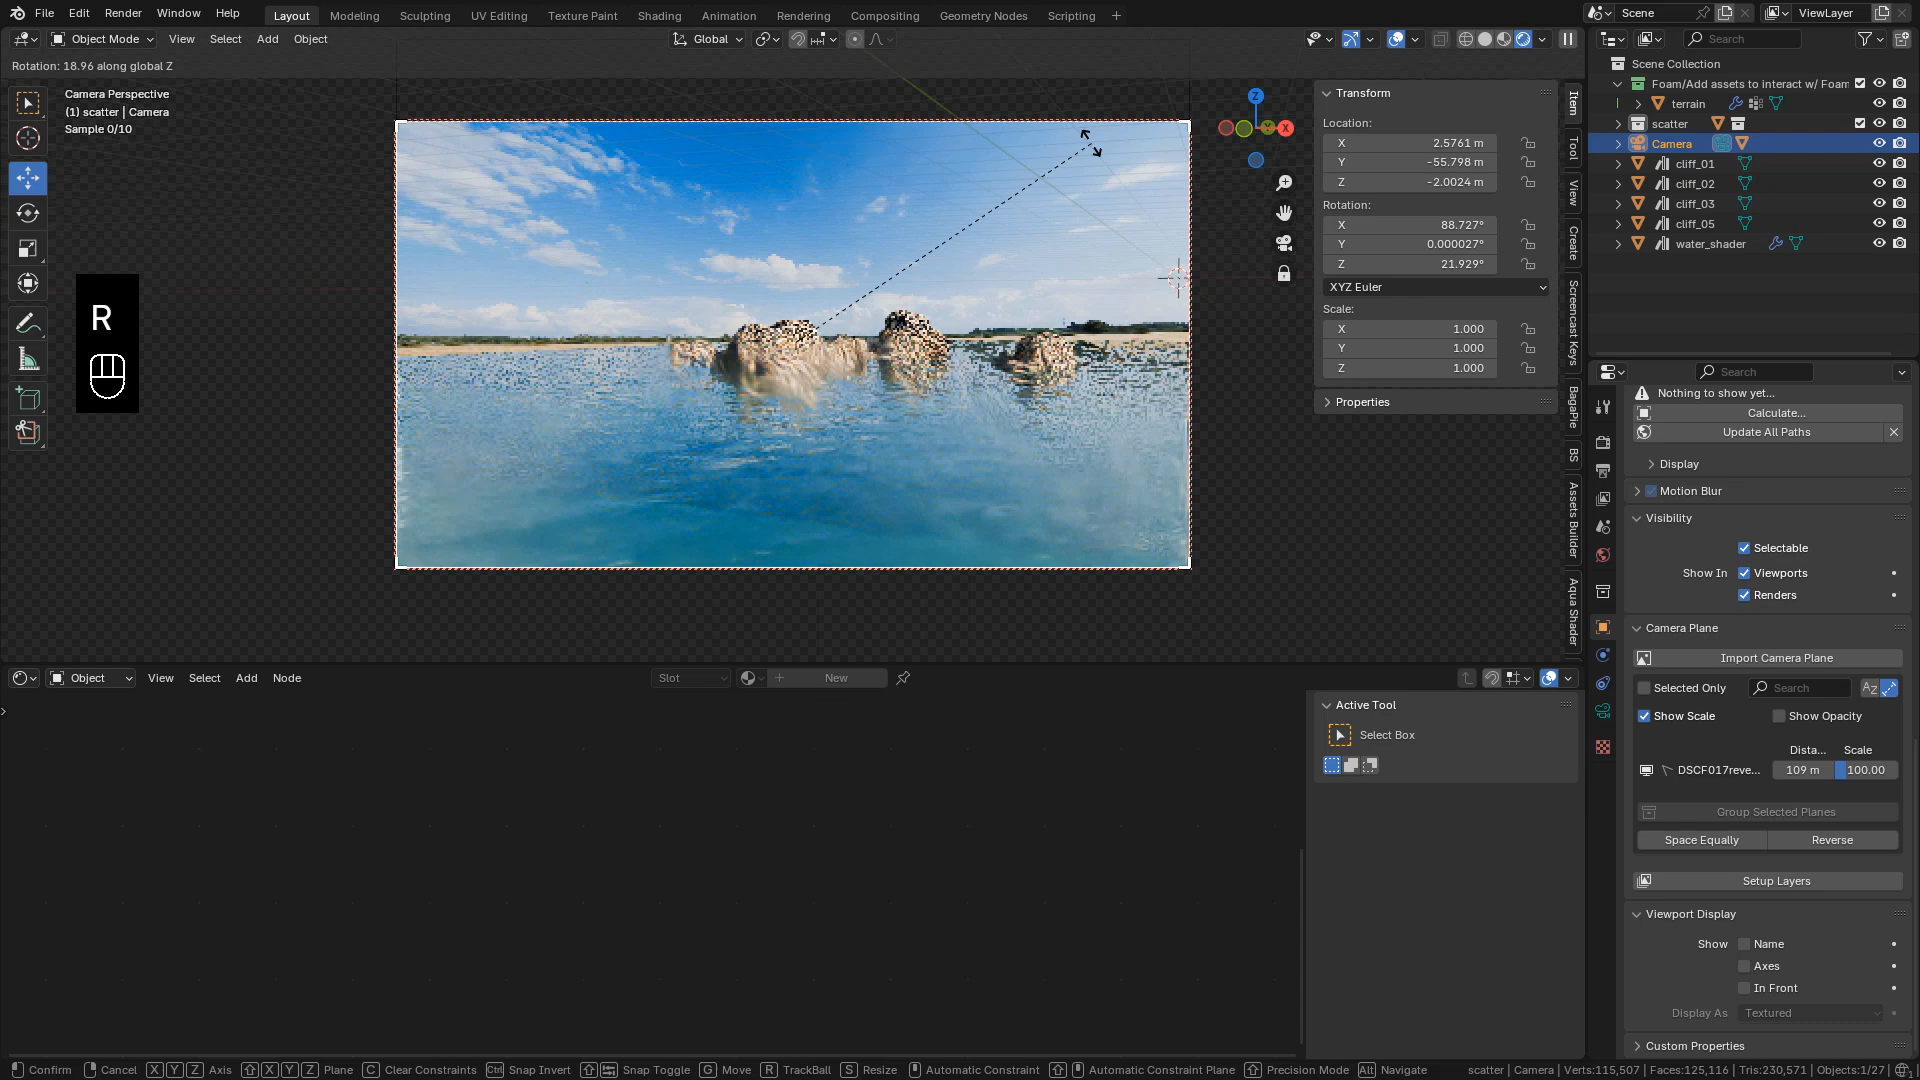 File Edit Render Window Help Layout Modeling Sculpting UV Editing Texture Paint Shading Animation Rendering Compositing Geometry Nodes Scripting + Scene ViewLayer
Object Mode View Select Add Object Global Search
Rotation: 18.96 along global Z
Camera Perspective
(1) scatter | Camera
Sample 0/10
R
Z
Y
X
Transform
Location:
X 2.5761 m
Y -55.798 m
Z -2.0024 m
Rotation:
X 88.727°
Y 0.000027°
Z 21.929°
XYZ Euler
Scale:
X 1.000
Y 1.000
Z 1.000
Properties
Item
Tool
View
Create
Screencast Keys
BagaPie
BS
Assets Builder
Aqua Shader
Scene Collection
Foam/Add assets to interact w/ Foam
terrain
scatter
Camera
cliff_01
cliff_02
cliff_03
cliff_05
water_shader
Search
Nothing to show yet...
Calculate...
Update All Paths
Display
Motion Blur
Visibility
Selectable
Show In Viewports
Renders
Camera Plane
Import Camera Plane
Selected Only Search AZ
Show Scale Show Opacity
Dista... Scale
DSCF017reve... 109 m 100.00
Group Selected Planes
Space Equally Reverse
Setup Layers
Viewport Display
Show Name
Axes
In Front
Display As Textured
Custom Properties
Object View Select Add Node Slot New
Active Tool
Select Box
Confirm Cancel X Y Z Axis X Y Z Plane C Clear Constraints Ctrl Snap Invert Snap Toggle G Move R TrackBall S Resize Automatic Constraint Automatic Constraint Plane Precision Mode Alt Navigate scatter | Camera | Verts:115,507 | Faces:125,116 | Tris:230,571 | Objects:1/27